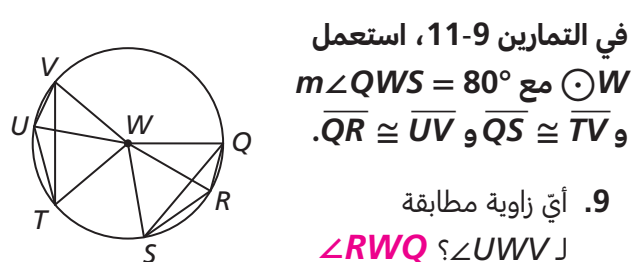 في التمارين 9-11، استعمل
⨀W مع m∠QWS = 80°
و QS ≅ TV و QR ≅ UV.
9. أيّ زاوية مطابقة
لـ ∠UWV؟ ∠RWQ
V
U
W
Q
R
T
S